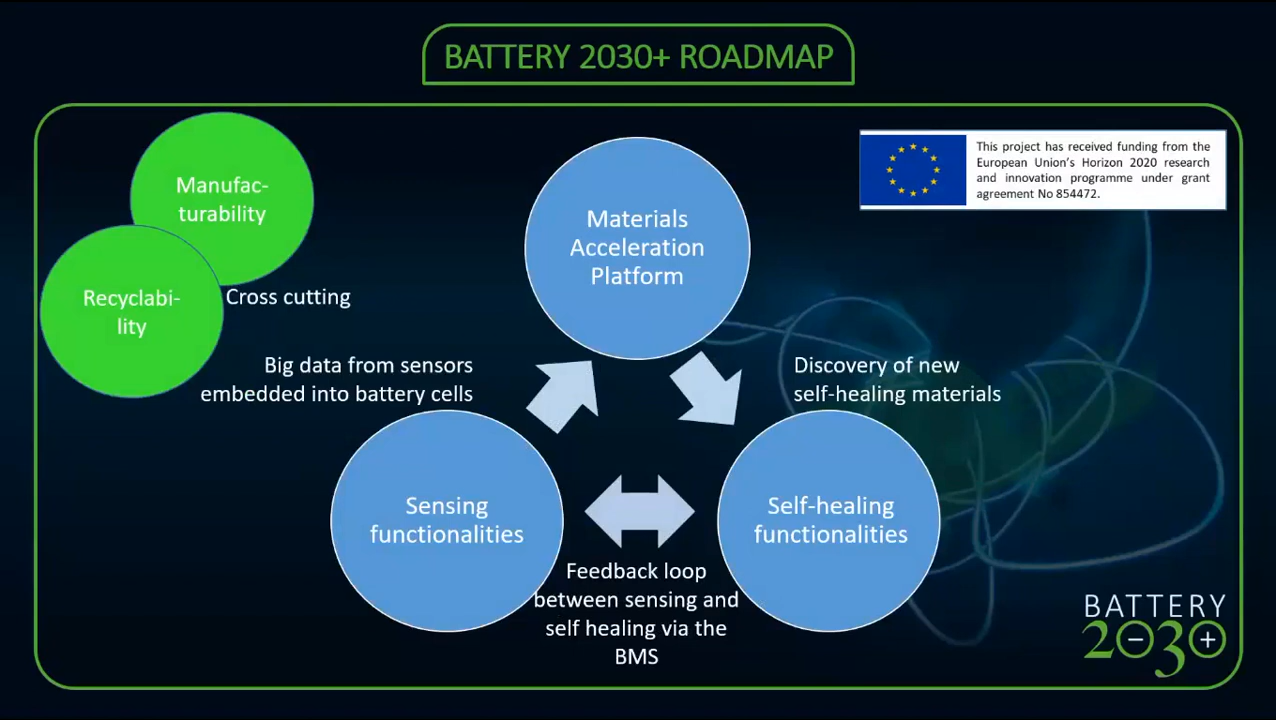 BATTERY 2030+ ROADMAP
Manufac-
turability
Recyclabi-
lity
Cross cutting
Materials
Acceleration
Platform
This project has received funding from the
European Union's Horizon 2020 research
and innovation programme under grant
agreement No 854472.
Big data from sensors
embedded into battery cells
Discovery of new
self-healing materials
Sensing
functionalities
Self-healing
functionalities
Feedback loop
between sensing and
self healing via the
BMS
BATTERY
2030+